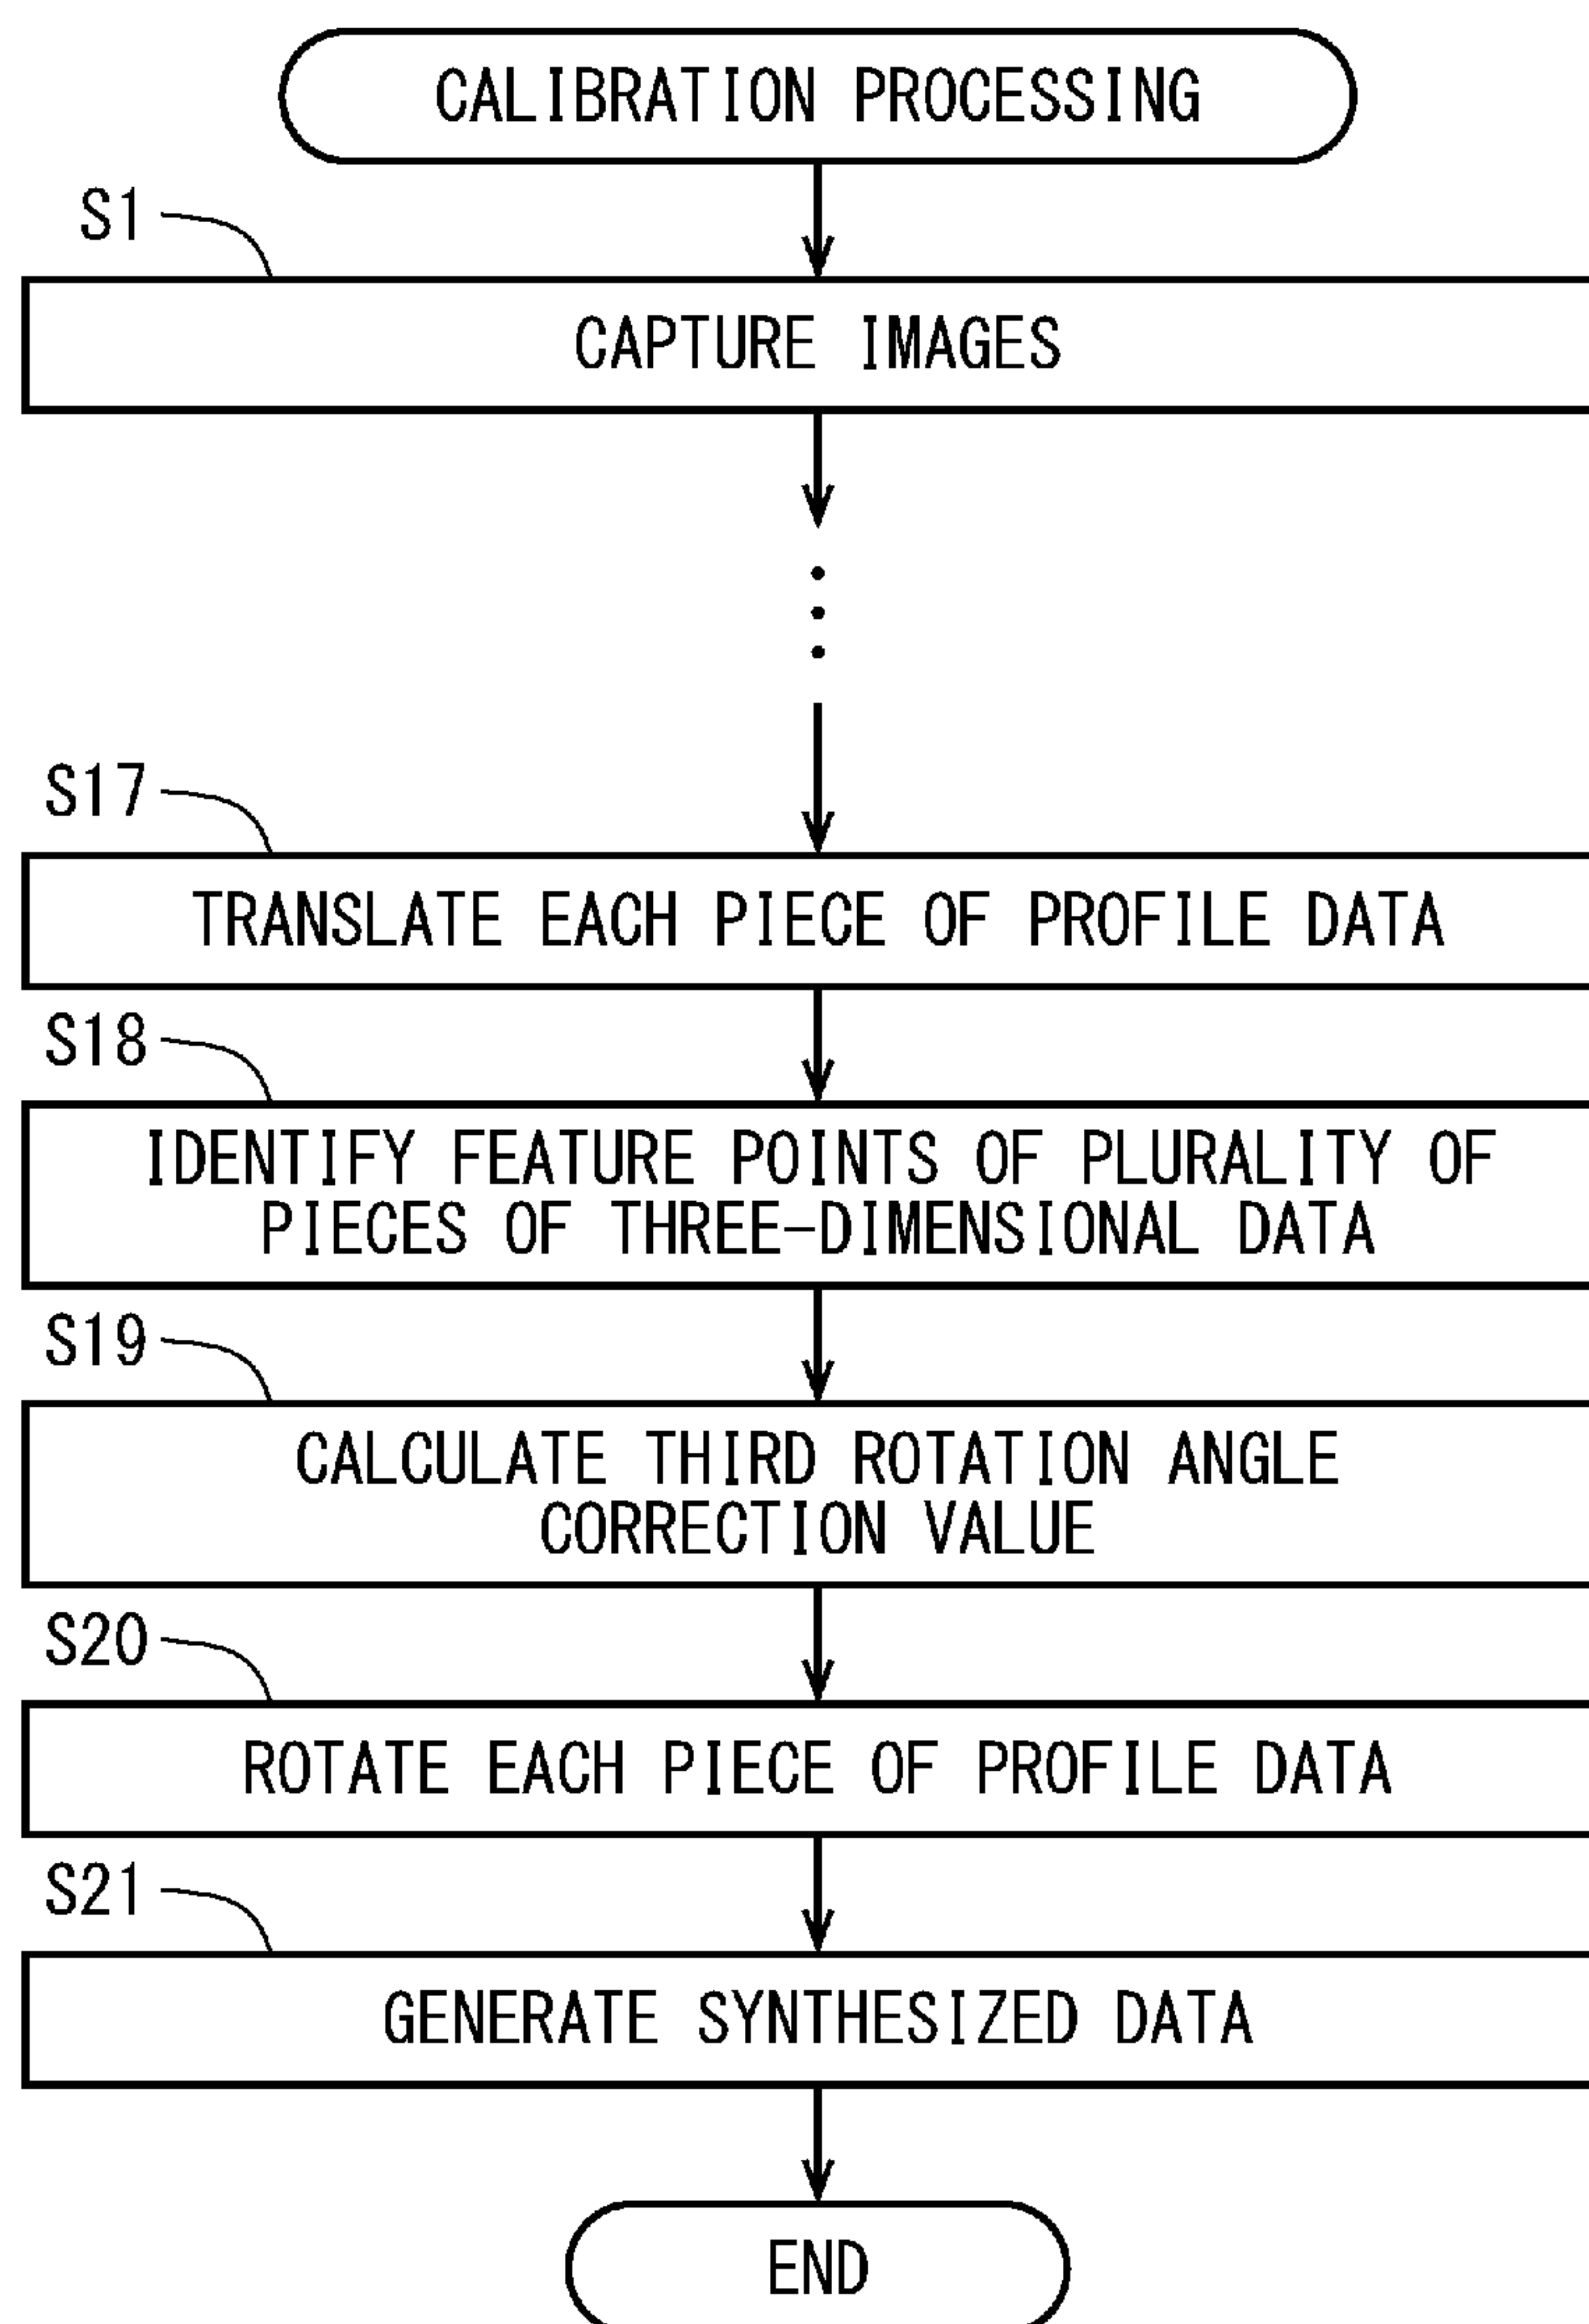 CALIBRATION PROCESSING
S1
CAPTURE IMAGES
S17
TRANSLATE EACH PIECE OF PROFILE DATA
S18
IDENTIFY FEATURE POINTS OF PLURALITY OF
PIECES OF THREE-DIMENSIONAL DATA
S19
CALCULATE THIRD ROTATION ANGLE
CORRECTION VALUE
S20
ROTATE EACH PIECE OF PROFILE DATA
S21
GENERATE SYNTHESIZED DATA
END